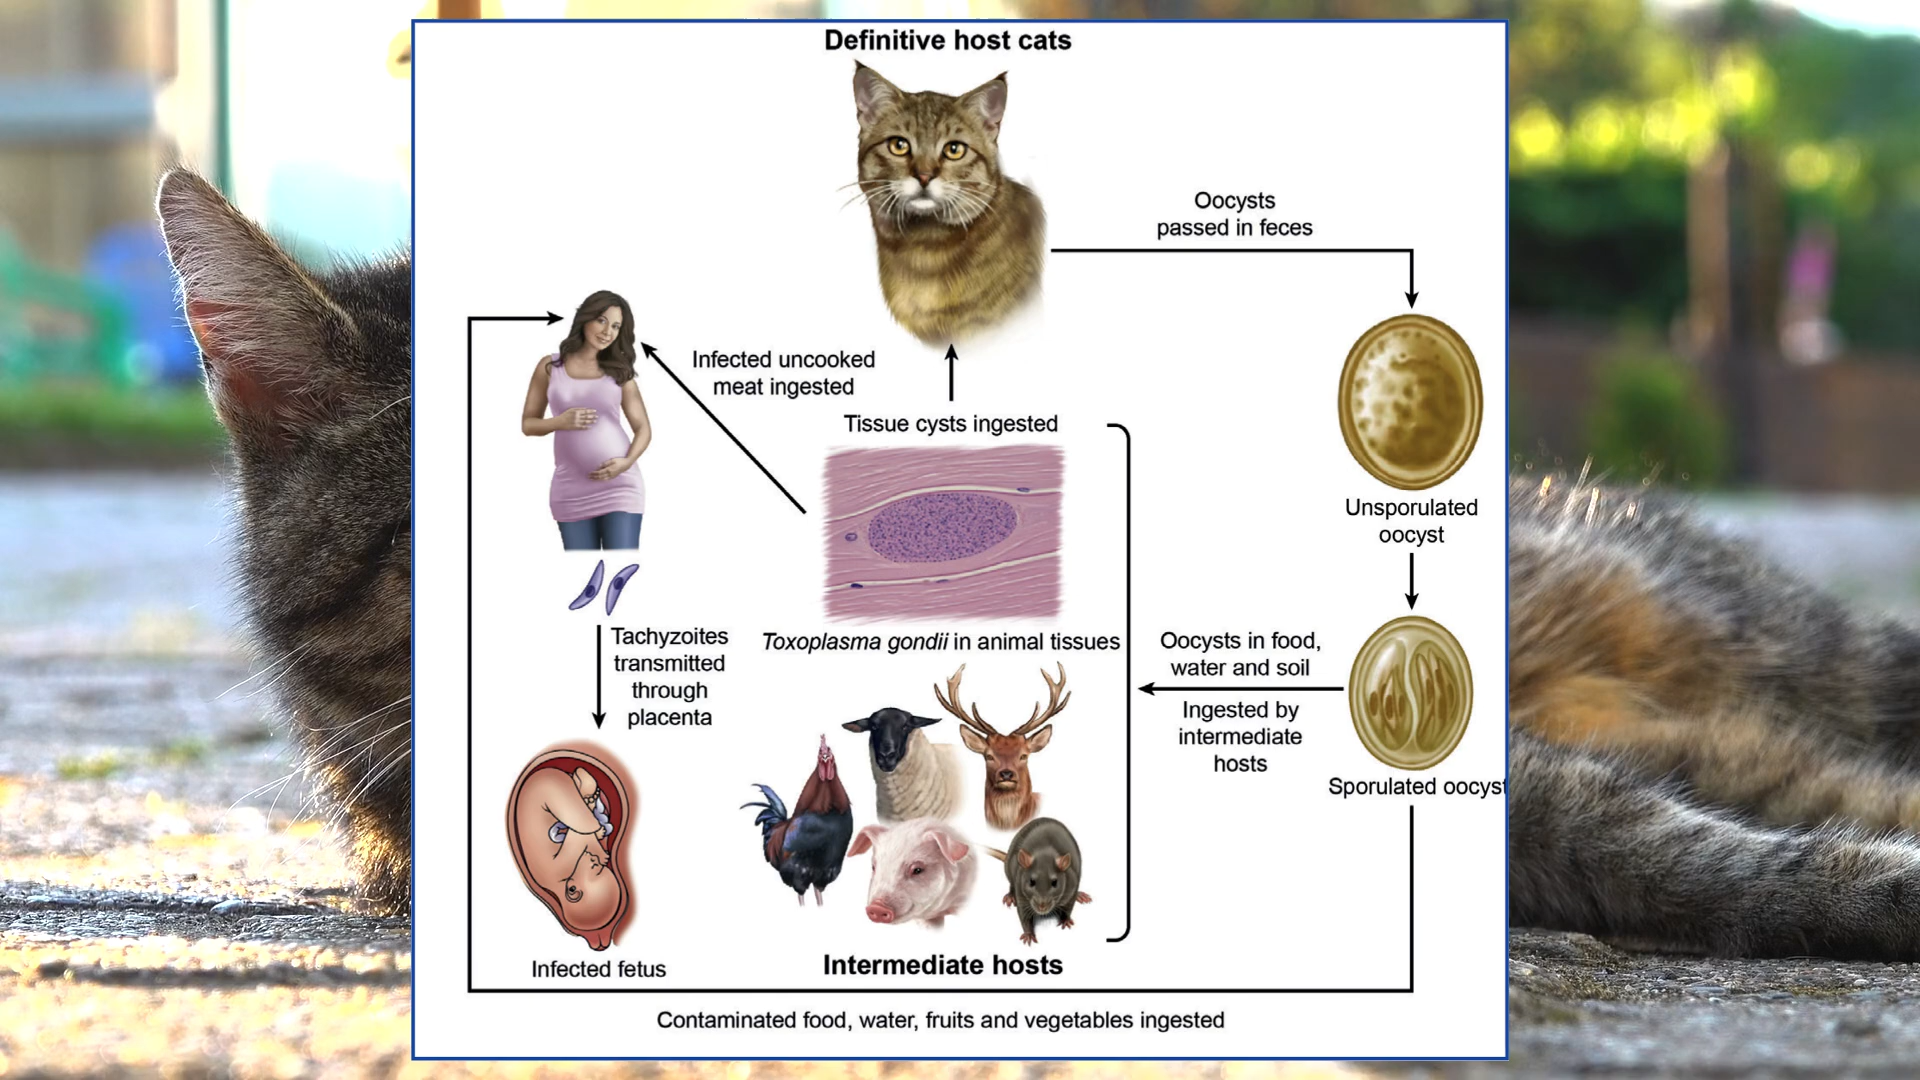 Definitive host cats
Oocysts
passed in feces
Infected uncooked
meat ingested
Tissue cysts ingested
Unsporulated
oocyst
Toxoplasma gondii in animal tissues
Tachyzoites
transmitted
through
placenta
Oocysts in food,
water and soil
Ingested by
intermediate
hosts
Sporulated oocyst
Infected fetus
Intermediate hosts
Contaminated food, water, fruits and vegetables ingested